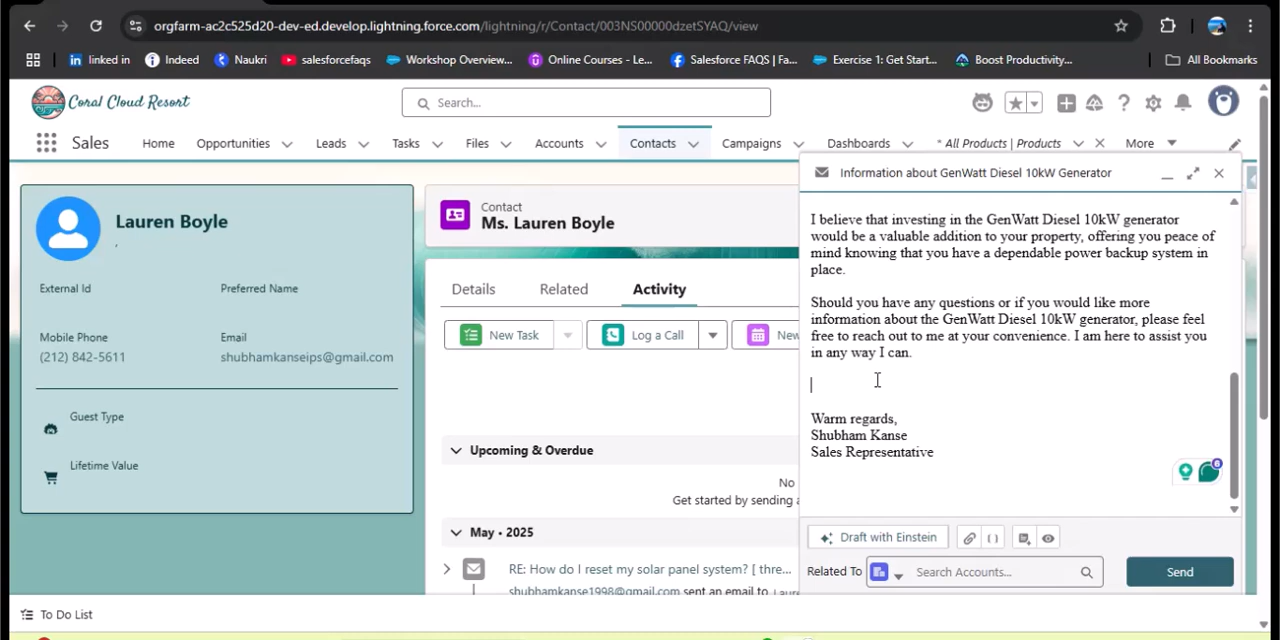 orgfarm-ac2c525d20-dev-ed.develop.lightning.force.com/lightning/r/Contact/003NS00000dzetSYAQ/view
linked in
Indeed
Naukri
salesforcefaqs
Workshop Overview...
Online Courses - Le...
Salesforce FAQS | Fa...
Exercise 1: Get Start...
Boost Productivity...
All Bookmarks
Coral Cloud Resort
Search...
Sales
Home
Opportunities
Leads
Tasks
Files
Accounts
Contacts
Campaigns
Dashboards
* All Products | Products
More
Lauren Boyle
,
External Id
Preferred Name
Mobile Phone
(212) 842-5611
Email
shubhamkanseips@gmail.com
Guest Type
Lifetime Value
Contact
Ms. Lauren Boyle
Details
Related
Activity
New Task
Log a Call
New
Upcoming & Overdue
No
Get started by sending a
May • 2025
RE: How do I reset my solar panel system? [ thre...
shubhamkanse1998@gmail.com sent an email to
Information about GenWatt Diesel 10kW Generator
I believe that investing in the GenWatt Diesel 10kW generator
would be a valuable addition to your property, offering you peace of
mind knowing that you have a dependable power backup system in
place.
Should you have any questions or if you would like more
information about the GenWatt Diesel 10kW generator, please feel
free to reach out to me at your convenience. I am here to assist you
in any way I can.
Warm regards,
Shubham Kanse
Sales Representative
6
Draft with Einstein
Related To
Search Accounts...
Send
To Do List